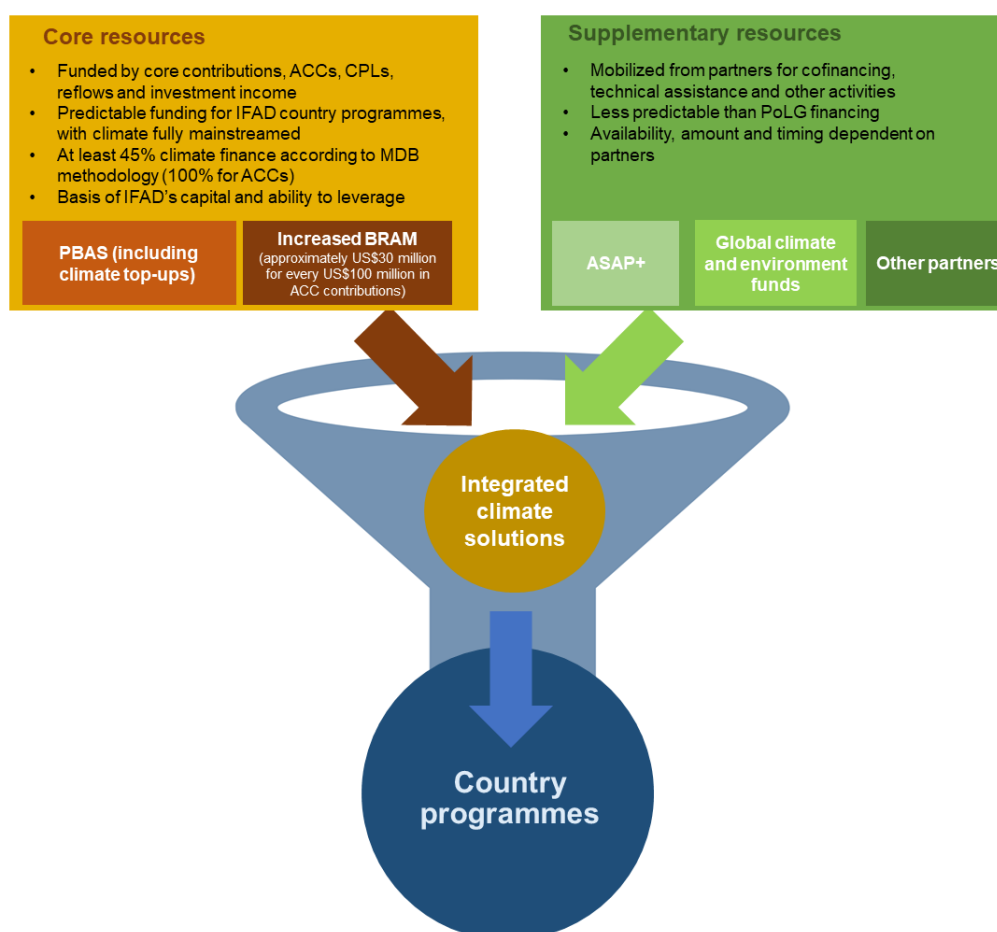 Core resources
• Funded by core contributions, ACCs, CPLs,
reflows and investment income
• Predictable funding for IFAD country programmes,
with climate fully mainstreamed
• At least 45% climate finance according to MDB
methodology (100% for ACCs)
• Basis of IFAD's capital and ability to leverage
PBAS (including
climate top-ups)
Increased BRAM
(approximately US$30 million
for every US$100 million in
ACC contributions)
Supplementary resources
• Mobilized from partners for cofinancing,
technical assistance and other activities
• Less predictable than PoLG financing
• Availability, amount and timing dependent on
partners
ASAP+
Global climate
and environment
funds
Other partners
Integrated
climate
solutions
Country
programmes